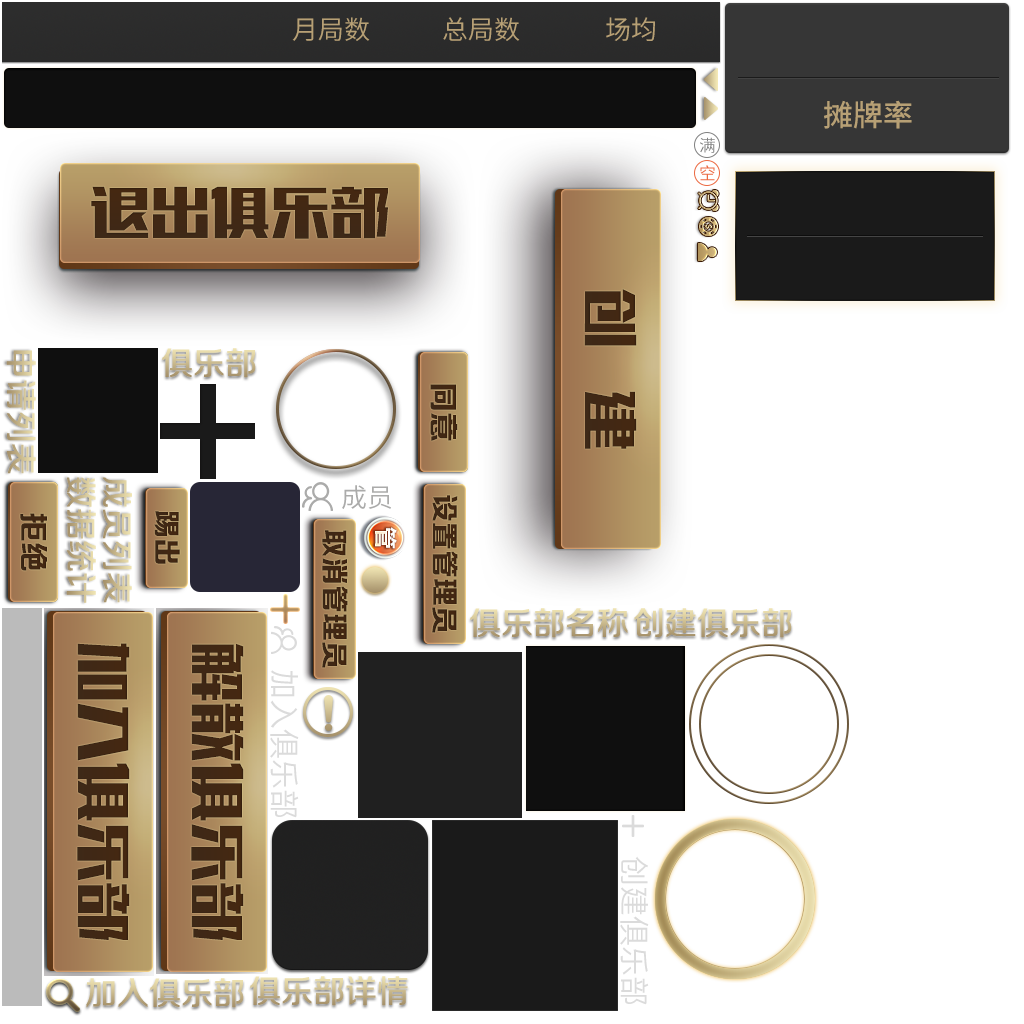 月局数 总局数 场均
摊牌率
满
空
退出俱乐部
创建
申请列表
俱乐部
同意
拒绝
数据统计
成员列表
踢出
成员
管
设置管理员
取消管理员
俱乐部名称
创建俱乐部
加入俱乐部
解散俱乐部
加入俱乐部
创建俱乐部
加入俱乐部
俱乐部详情